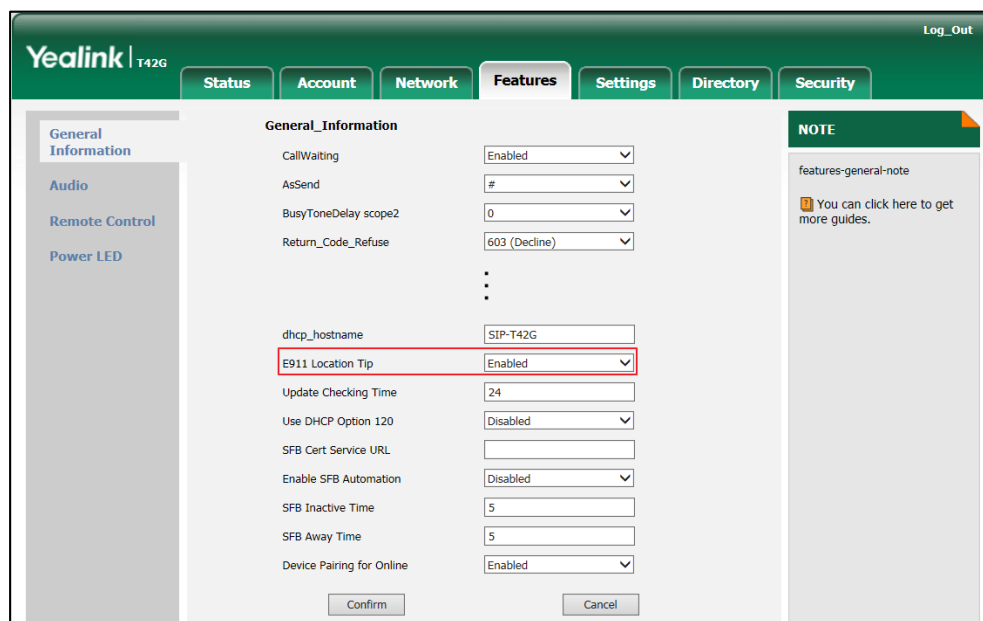 Log_Out
Yealink T42G
Status Account Network Features Settings Directory Security
General
Information
Audio
Remote Control
Power LED
General_Information
CallWaiting Enabled
AsSend #
BusyToneDelay scope2 0
Return_Code_Refuse 603 (Decline)
dhcp_hostname SIP-T42G
E911 Location Tip Enabled
Update Checking Time 24
Use DHCP Option 120 Disabled
SFB Cert Service URL
Enable SFB Automation Disabled
SFB Inactive Time 5
SFB Away Time 5
Device Pairing for Online Enabled
Confirm Cancel
NOTE
features-general-note
You can click here to get
more guides.